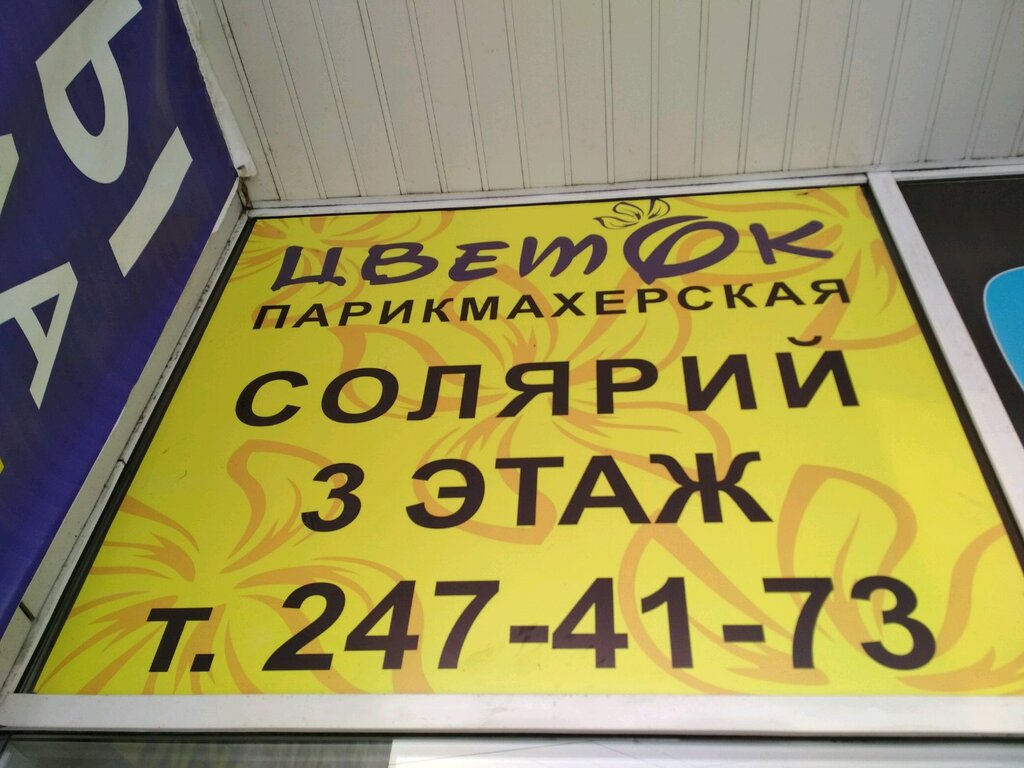 ЦВЕТОК
ПАРИКМАХЕРСКАЯ
СОЛЯРИЙ
3 ЭТАЖ
т. 247-41-73